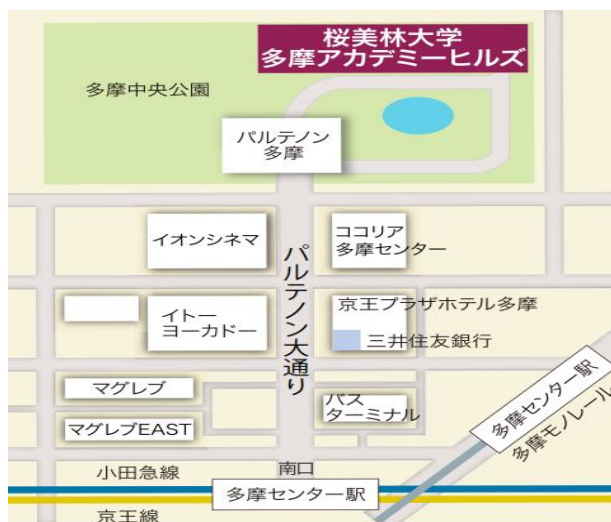 桜美林大学
多摩アカデミーヒルズ
多摩中央公園
パルテノン
多摩
イオンシネマ
ココリア
多摩センター
パルテノン大通り
イトー
ヨーカドー
京王プラザホテル多摩
三井住友銀行
マグレブ
バス
ターミナル
マグレブEAST
多摩センター駅
多摩モノレール
小田急線
南口
多摩センター駅
京王線